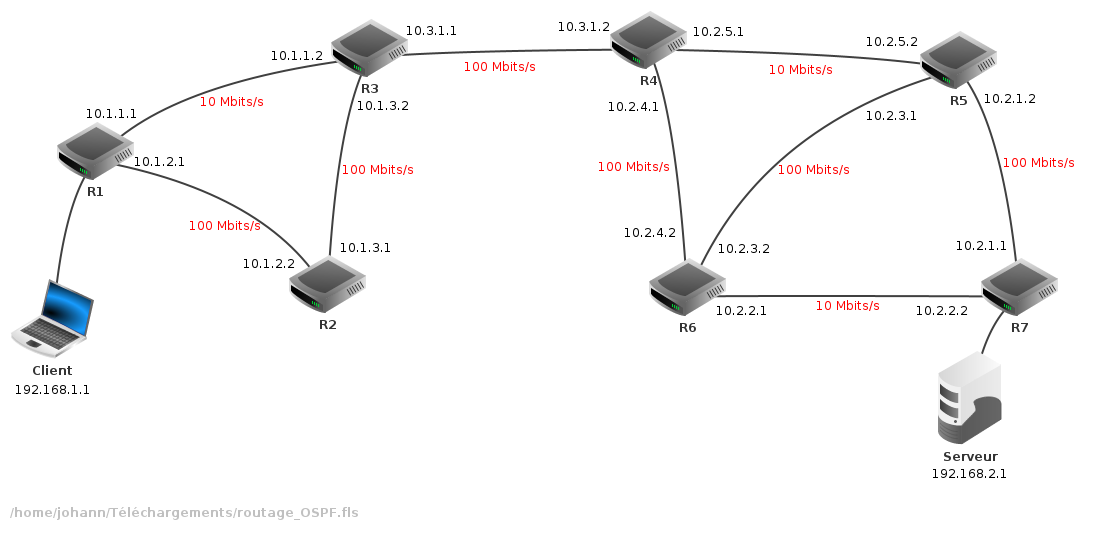 10.3.1.1
10.3.1.2
10.2.5.1
10.2.5.2
10.1.1.2
100 Mbits/s
10 Mbits/s
R3
R4
R5
10 Mbits/s
10.1.3.2
10.2.4.1
10.2.3.1
10.2.1.2
10.1.1.1
10.1.2.1
100 Mbits/s
100 Mbits/s
100 Mbits/s
100 Mbits/s
R1
100 Mbits/s
10.1.3.1
10.2.4.2
10.2.3.2
10.2.1.1
10.1.2.2
R2
10.2.2.1
10 Mbits/s
10.2.2.2
R6
R7
Client
192.168.1.1
Serveur
192.168.2.1
/home/johann/Téléchargements/routage_OSPF.fls